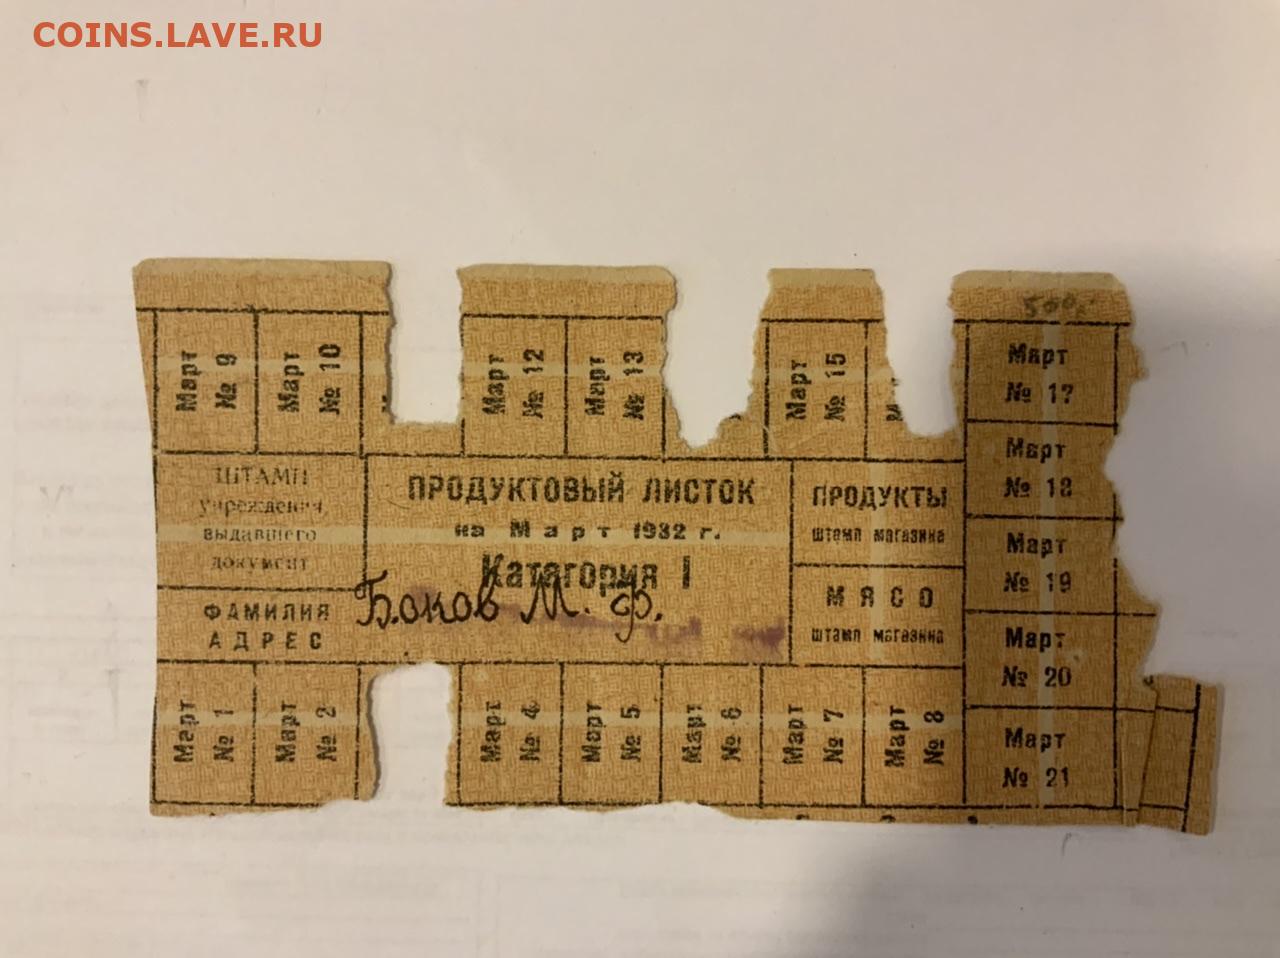 COINS.LAVE.RU
500
Март
№ 9
Март
№ 10
Март
№ 12
Март
№ 13
Март
№ 15
Март
№ 17
Март
№ 18
Март
№ 19
Март
№ 20
Март
№ 21
ШТАМП
учреждения,
выдавшего
документ
ФАМИЛИЯ
АДРЕС
ПРОДУКТОВЫЙ ЛИСТОК
на Март 1932 г.
Катагория I
Боков М. Ф.
ПРОДУКТЫ
штамп магазина
МЯСО
штамп магазина
Март
№ 1
Март
№ 2
Март
№ 4
Март
№ 5
Март
№ 6
Март
№ 7
Март
№ 8